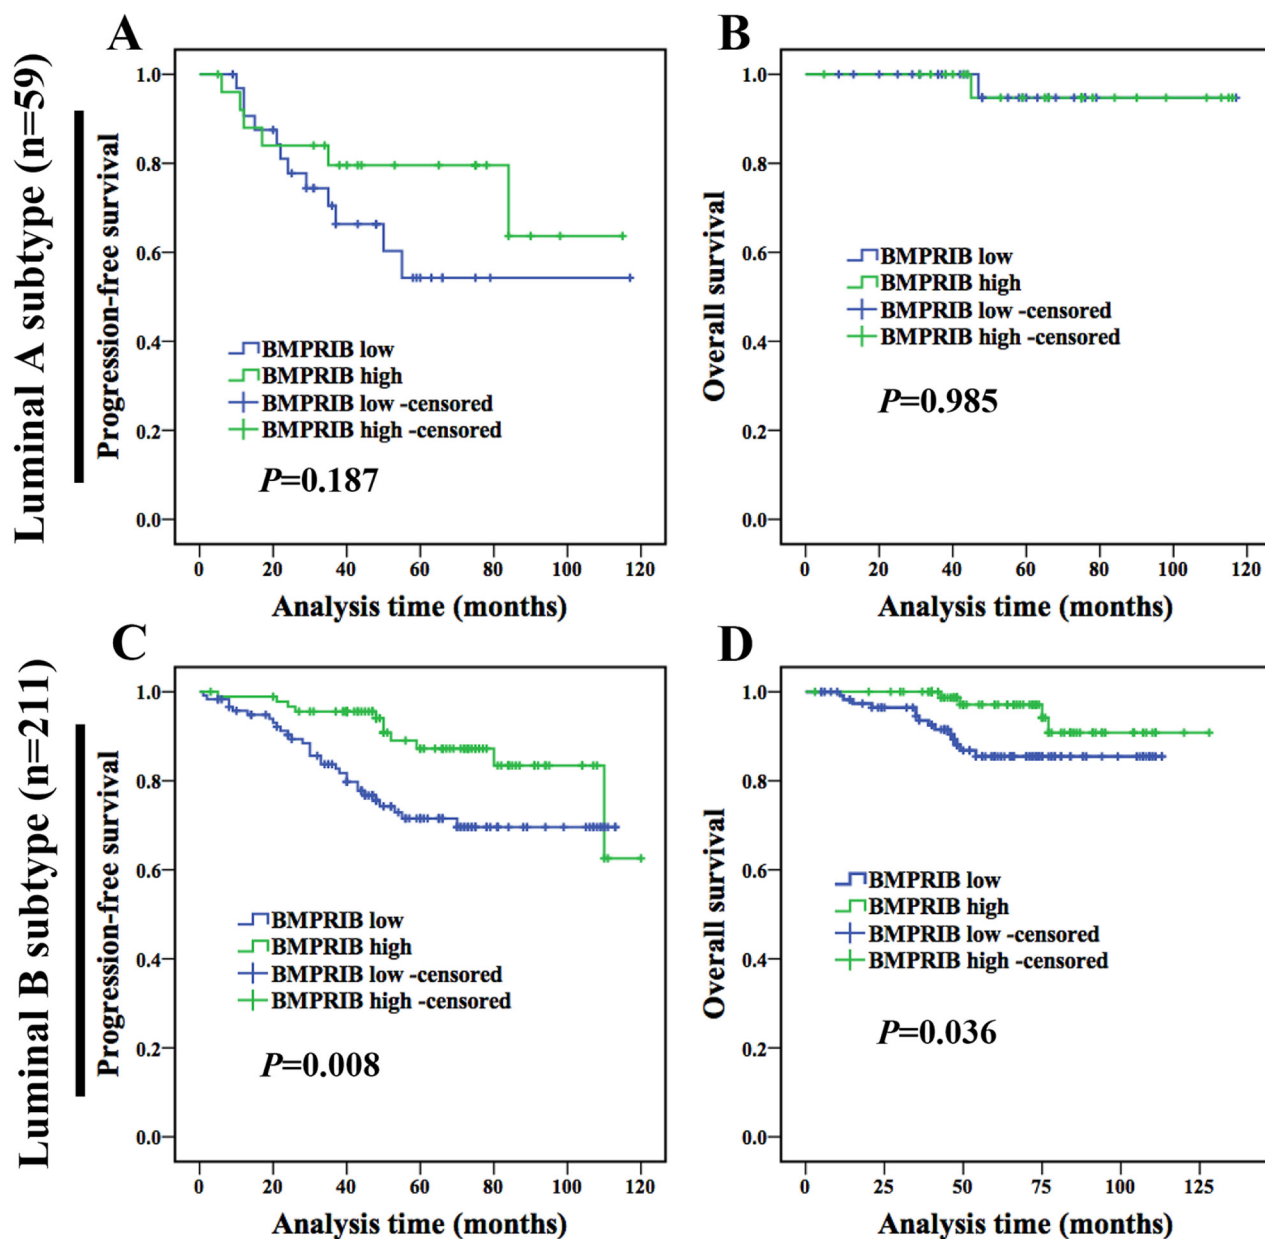 Luminal A subtype (n=59)
A
Progression-free survival
1.0
0.8
0.6
0.4
0.2
0.0
BMPRIB low
BMPRIB high
BMPRIB low -censored
BMPRIB high -censored
P=0.187
0 20 40 60 80 100 120
Analysis time (months)
B
Overall survival
1.0
0.8
0.6
0.4
0.2
0.0
BMPRIB low
BMPRIB high
BMPRIB low -censored
BMPRIB high -censored
P=0.985
0 20 40 60 80 100 120
Analysis time (months)
Luminal B subtype (n=211)
C
Progression-free survival
1.0
0.8
0.6
0.4
0.2
0.0
BMPRIB low
BMPRIB high
BMPRIB low -censored
BMPRIB high -censored
P=0.008
0 20 40 60 80 100 120
Analysis time (months)
D
Overall survival
1.0
0.8
0.6
0.4
0.2
0.0
BMPRIB low
BMPRIB high
BMPRIB low -censored
BMPRIB high -censored
P=0.036
0 25 50 75 100 125
Analysis time (months)